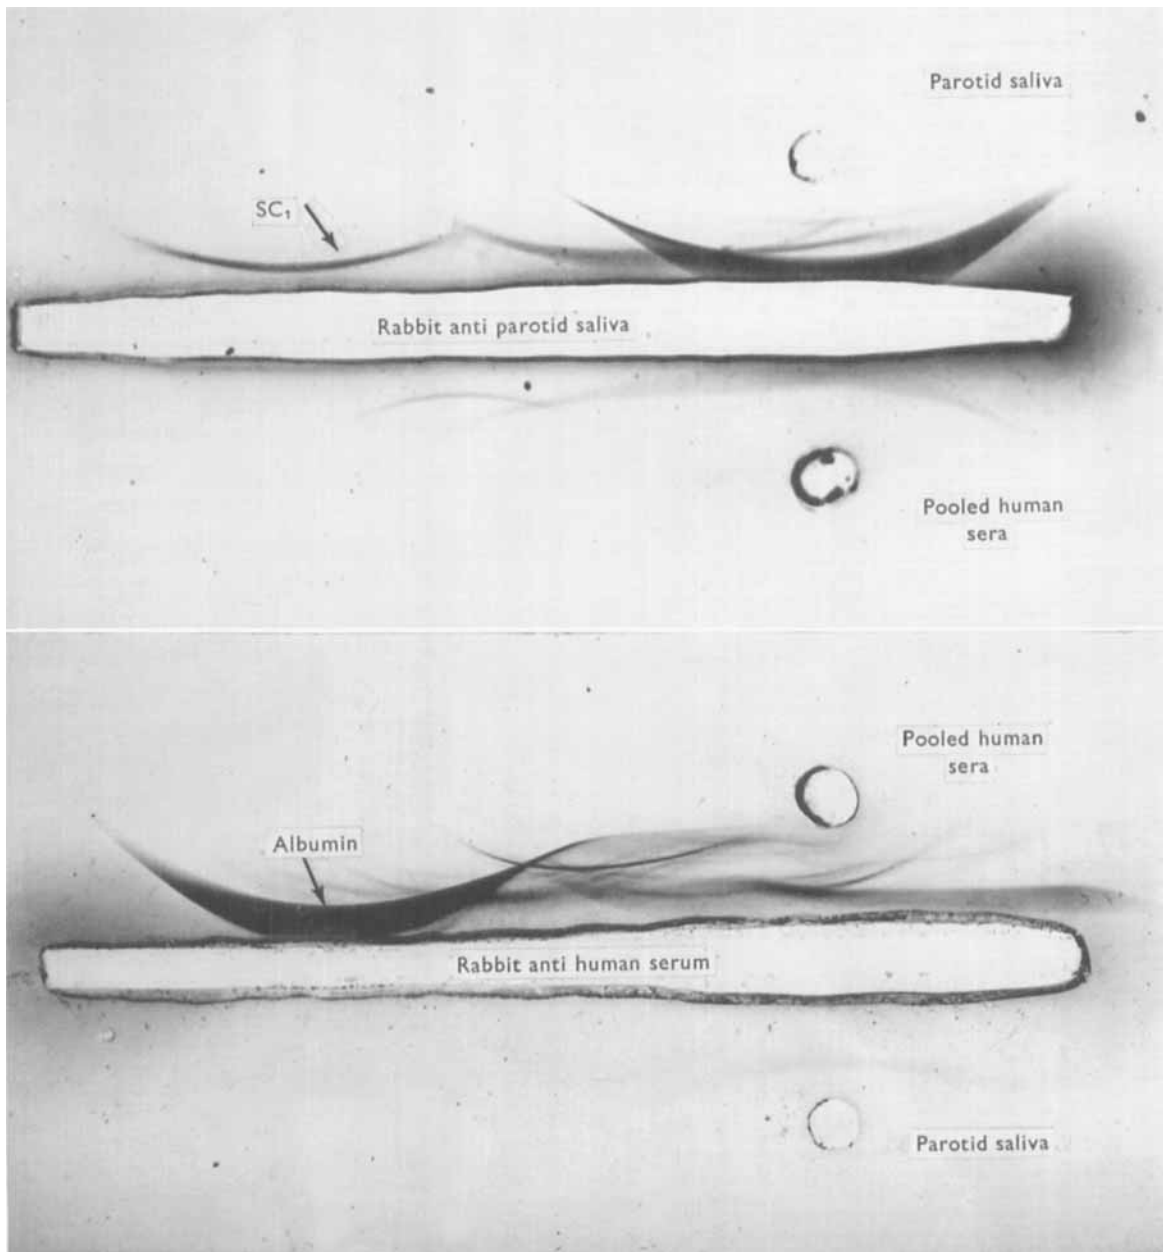 Parotid saliva
SC₁
Rabbit anti parotid saliva
Pooled human
sera
Pooled human
sera
Albumin
Rabbit anti human serum
Parotid saliva